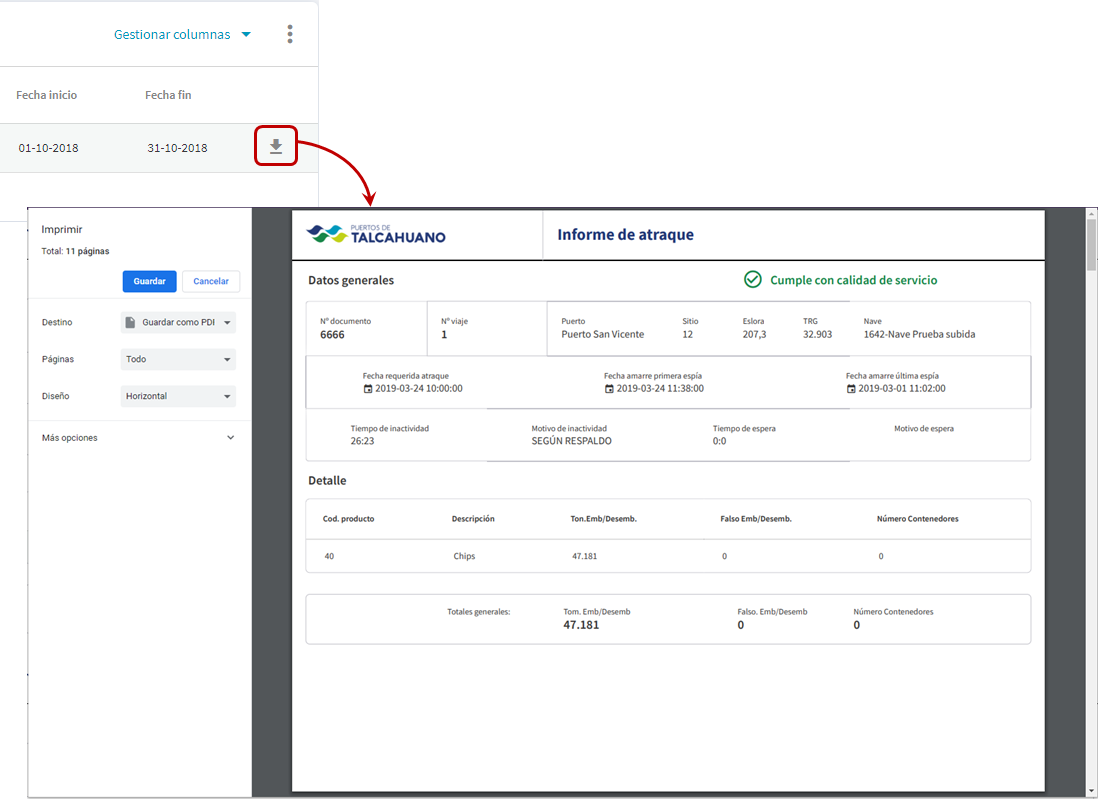 Gestionar columnas
Fecha inicio Fecha fin
01-10-2018 31-10-2018
Imprimir
Total: 11 páginas
Guardar Cancelar
Destino Guardar como PDF
Páginas Todo
Diseño Horizontal
Más opciones
PUERTOS DE
TALCAHUANO
Informe de atraque
Datos generales Cumple con calidad de servicio
Nº documento Nº viaje Puerto Sitio Eslora TRG Nave
6666 1 Puerto San Vicente 12 207,3 32.903 1642-Nave Prueba subida
Fecha requerida atraque Fecha amarre primera espía Fecha amarre última espía
2019-03-24 10:00:00 2019-03-24 11:38:00 2019-03-01 11:02:00
Tiempo de inactividad Motivo de inactividad Tiempo de espera Motivo de espera
26:23 SEGÚN RESPALDO 0:0
Detalle
Cod. producto Descripción Ton.Emb/Desemb. Falso Emb/Desemb. Número Contenedores
40 Chips 47.181 0 0
Totales generales: Tom. Emb/Desemb Falso. Emb/Desemb Número Contenedores
47.181 0 0